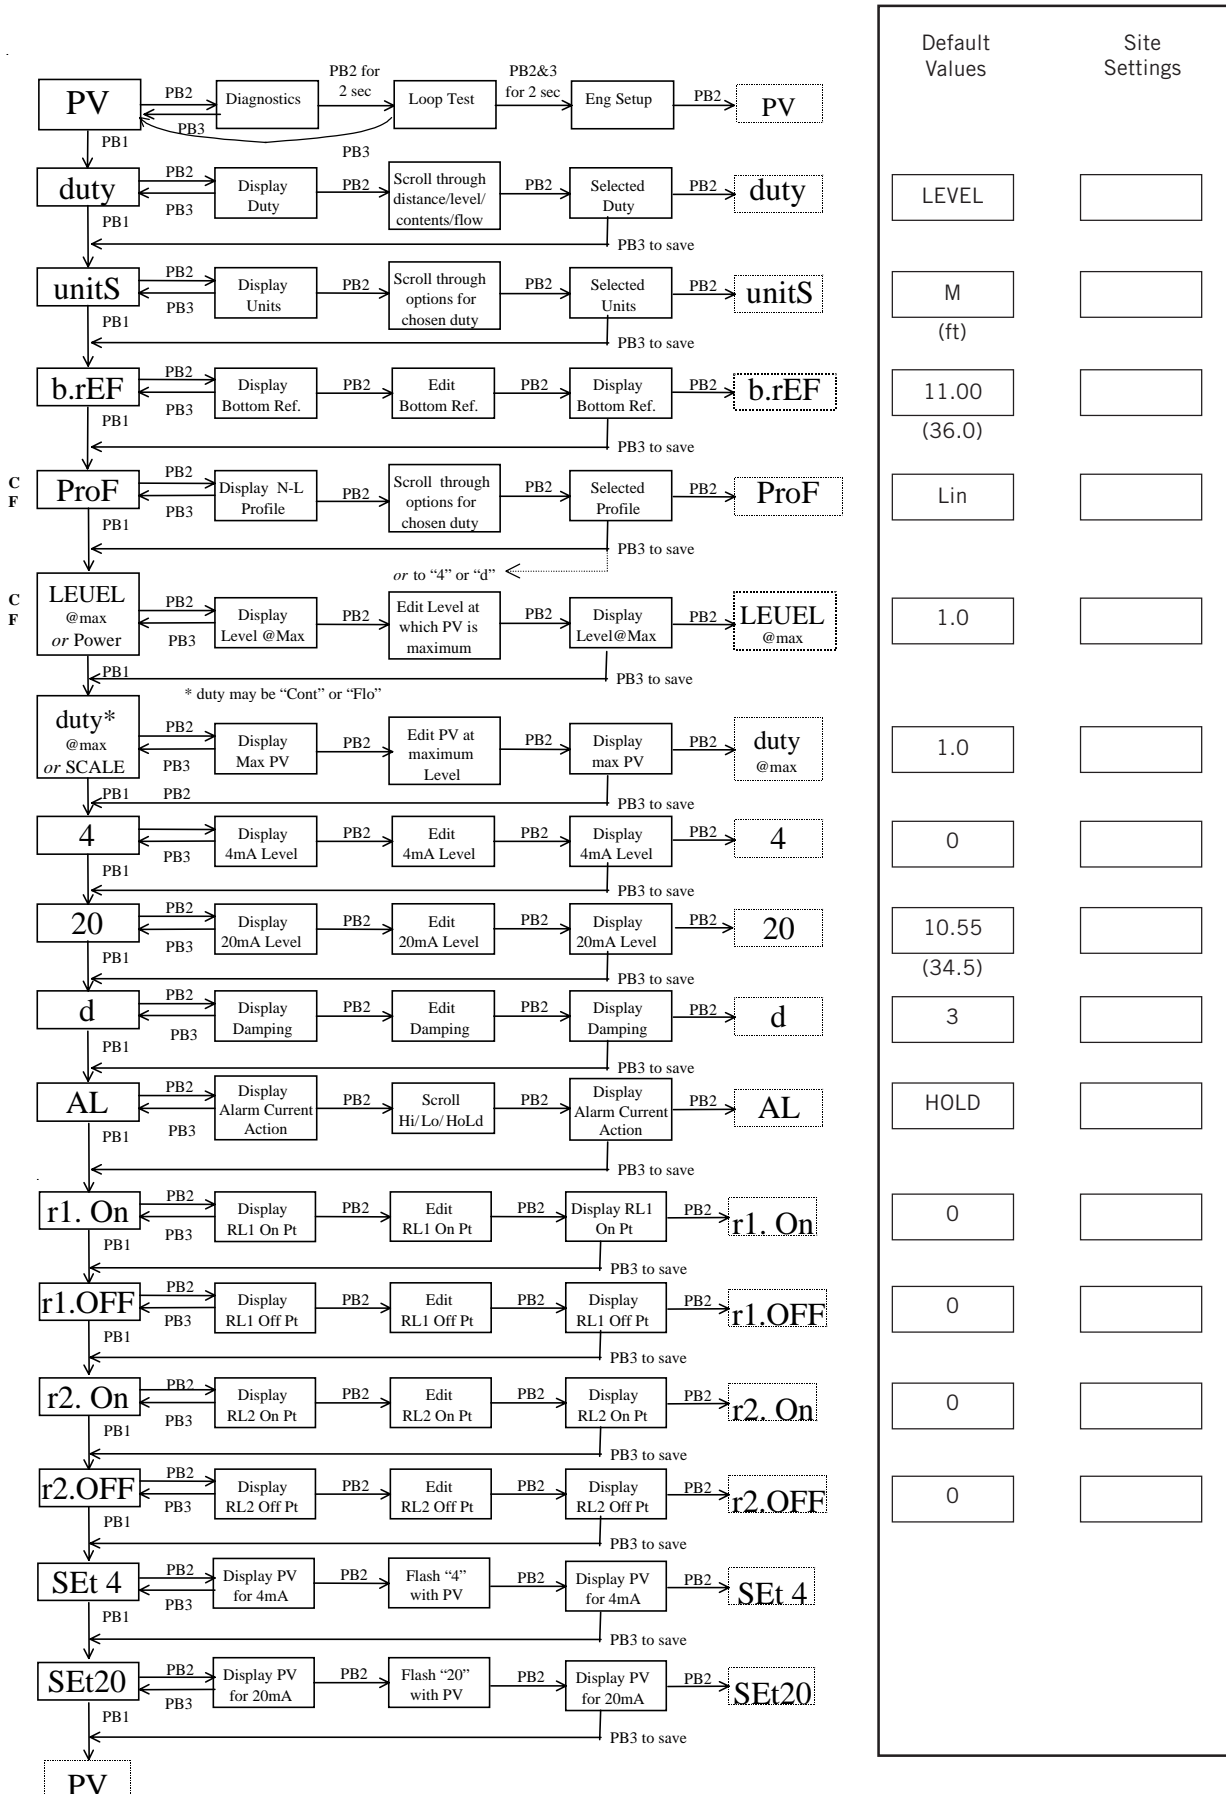 Default
Values
Site
Settings
PV
PB2
PB3
Diagnostics
PB2 for
2 sec
Loop Test
PB2&3
for 2 sec
Eng Setup
PB2
PV
PB1
PB3
duty
PB2
PB3
Display
Duty
PB2
Scroll through
distance/level/
contents/flow
PB2
Selected
Duty
PB2
duty
LEVEL
PB1
PB3 to save
unitS
PB2
PB3
Display
Units
PB2
Scroll through
options for
chosen duty
PB2
Selected
Units
PB2
unitS
M
(ft)
PB1
PB3 to save
b.rEF
PB2
PB3
Display
Bottom Ref.
PB2
Edit
Bottom Ref.
PB2
Display
Bottom Ref.
PB2
b.rEF
11.00
(36.0)
PB1
PB3 to save
C
F
ProF
PB2
PB3
Display N-L
Profile
PB2
Scroll through
options for
chosen duty
PB2
Selected
Profile
PB2
ProF
Lin
PB1
PB3 to save
or to “4” or “d”
C
F
LEUEL
@max
or Power
PB2
PB3
Display
Level @Max
PB2
Edit Level at
which PV is
maximum
PB2
Display
Level@Max
PB2
LEUEL
@max
1.0
PB1
PB3 to save
* duty may be “Cont” or “Flo”
duty*
@max
or SCALE
PB2
PB3
Display
Max PV
PB2
Edit PV at
maximum
Level
PB2
Display
max PV
PB2
duty
@max
1.0
PB1
PB2
PB3 to save
4
PB3
Display
4mA Level
PB2
Edit
4mA Level
PB2
Display
4mA Level
PB2
4
0
PB1
PB3 to save
20
PB2
PB3
Display
20mA Level
PB2
Edit
20mA Level
PB2
Display
20mA Level
PB2
20
10.55
(34.5)
PB1
PB3 to save
d
PB2
PB3
Display
Damping
PB2
Edit
Damping
PB2
Display
Damping
PB2
d
3
PB1
PB3 to save
AL
PB2
PB3
Display
Alarm Current
Action
PB2
Scroll
Hi/Lo/HoLd
PB2
Display
Alarm Current
Action
PB2
AL
HOLD
PB1
PB3 to save
r1. On
PB2
PB3
Display
RL1 On Pt
PB2
Edit
RL1 On Pt
PB2
Display RL1
On Pt
PB2
r1. On
0
PB1
PB3 to save
r1.OFF
PB2
PB3
Display
RL1 Off Pt
PB2
Edit
RL1 Off Pt
PB2
Display
RL1 Off Pt
PB2
r1.OFF
0
PB1
PB3 to save
r2. On
PB2
PB3
Display
RL2 On Pt
PB2
Edit
RL2 On Pt
PB2
Display
RL2 On Pt
PB2
r2. On
0
PB1
PB3 to save
r2.OFF
PB2
PB3
Display
RL2 Off Pt
PB2
Edit
RL2 Off Pt
PB2
Display
RL2 Off Pt
PB2
r2.OFF
0
PB1
PB3 to save
SEt 4
PB2
PB3
Display PV
for 4mA
PB2
Flash “4”
with PV
PB2
Display PV
for 4mA
PB2
SEt 4
PB1
PB3 to save
SEt20
PB2
PB3
Display PV
for 20mA
PB2
Flash “20”
with PV
PB2
Display PV
for 20mA
PB2
SEt20
PB1
PB3 to save
PV